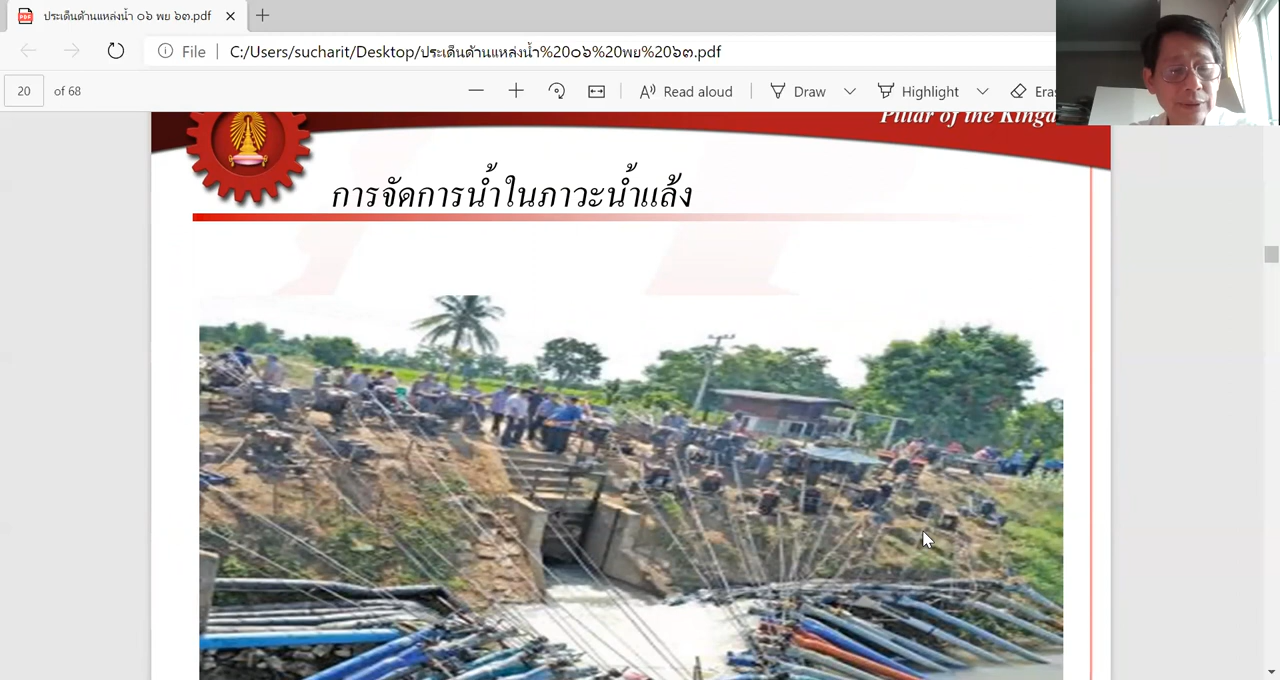 ประเด็นด้านแหล่งน้ำ ๐๖ พย ๖๓.pdf
File
C:/Users/sucharit/Desktop/ประเด็นด้านแหล่งน้ำ%20๐๖%20พย%20๖๓.pdf
20 of 68
Read aloud
Draw
Highlight
Eras
Pillar of the Kingd
การจัดการน้ำในภาวะน้ำแล้ง